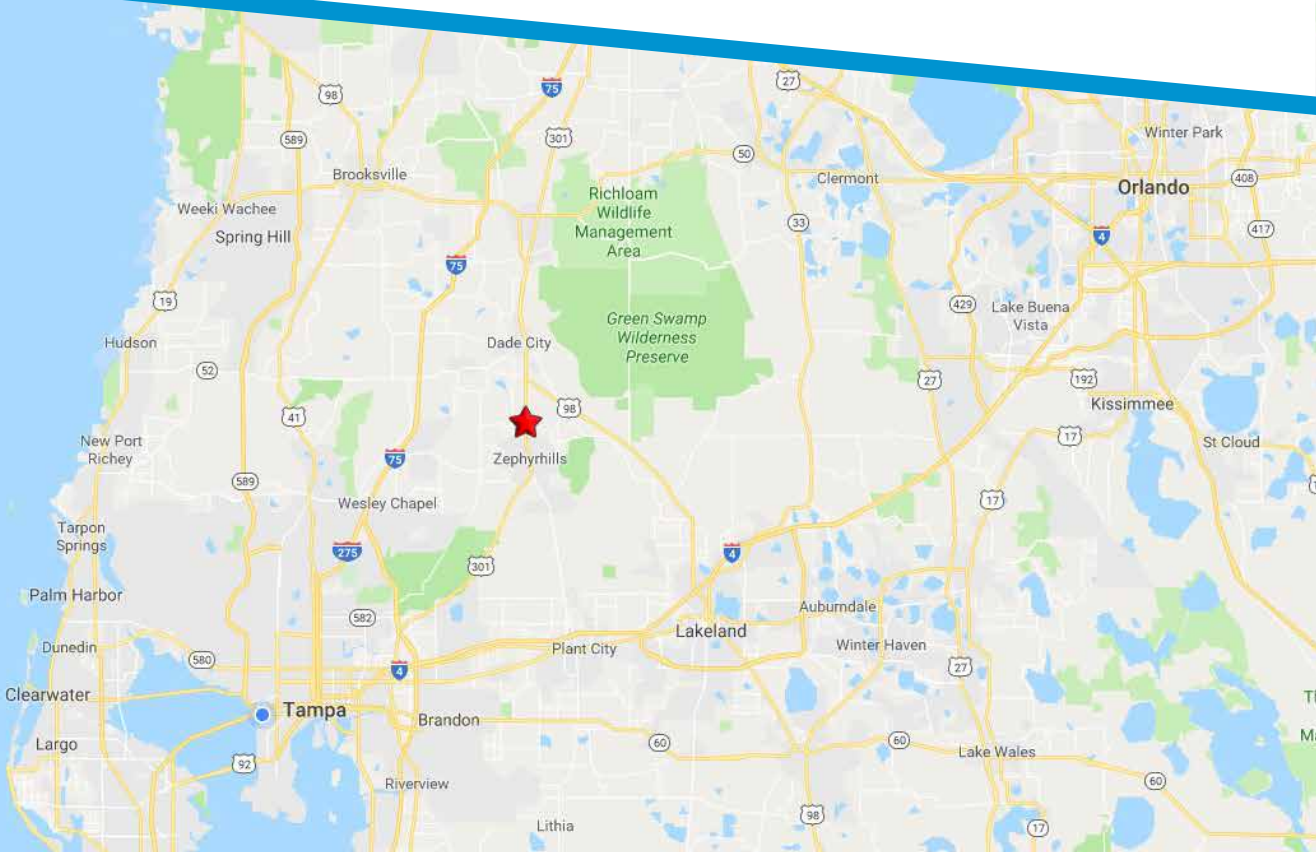 27
75
98
301
589
Winter Park
50
Brooksville
Clermont
408
Orlando
Richloam
Wildlife
Management
Area
Weeki Wachee
33
417
Spring Hill
4
75
19
429
Lake Buena
Vista
Green Swamp
Wilderness
Preserve
Hudson
Dade City
52
27
192
98
Kissimmee
41
17
New Port
Richey
St Cloud
75
Zephyrhills
589
Wesley Chapel
17
Tarpon
Springs
275
4
301
Palm Harbor
582
Auburndale
Lakeland
Dunedin
Plant City
Winter Haven
580
4
27
Clearwater
Tampa
Brandon
Largo
60
60
Lake Wales
92
Riverview
60
98
Lithia
17